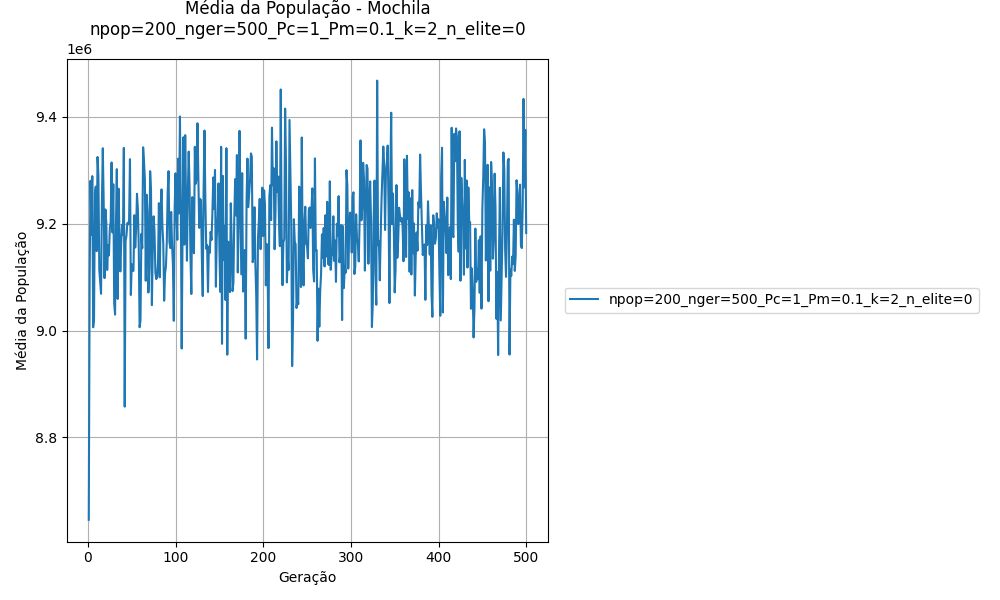 Média da População - Mochila
npop=200_nger=500_Pc=1_Pm=0.1_k=2_n_elite=0
1e6
9.4
9.2
9.0
8.8
Média da População
0 100 200 300 400 500
Geração
npop=200_nger=500_Pc=1_Pm=0.1_k=2_n_elite=0